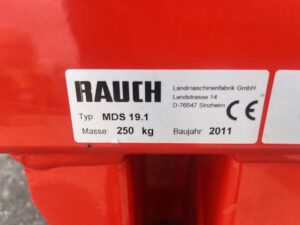 RAUCH
Landmaschinenfabrik GmbH
Landstrasse 14
D-76547 Sinzheim
CE
Typ: MDS 19.1
Masse: 250 kg Baujahr: 2011